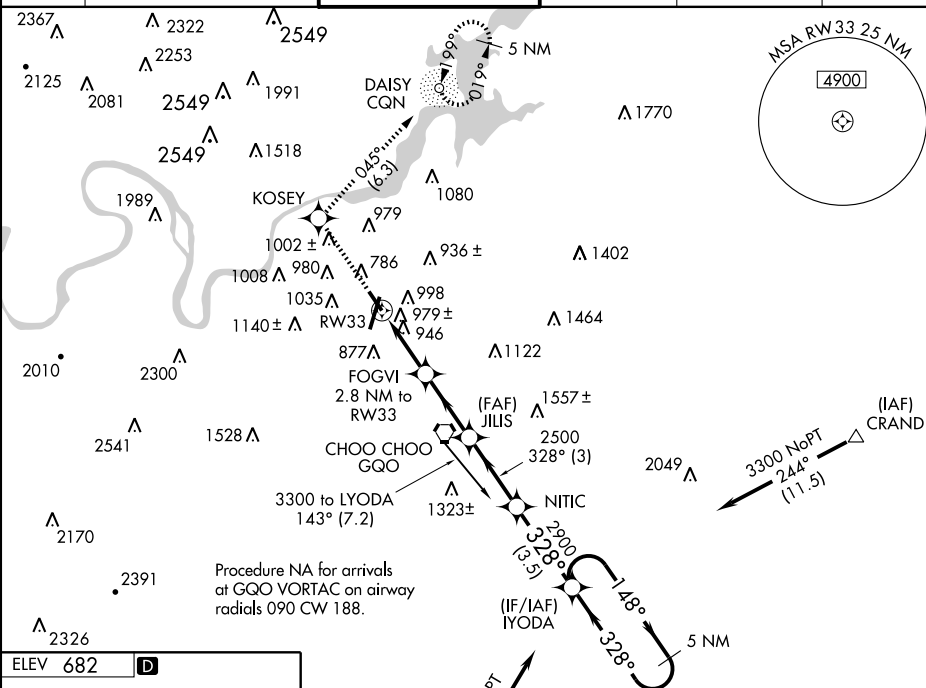 2367
2322
2549
199°
5 NM
MSA RW33 25 NM
2253
2125
2081
2549
1991
DAISY
CQN
019°
4900
1770
2549
1518
045°
(6.3)
1080
1989
KOSEY
979
1002 ±
936 ±
1402
1008
980
786
1035
998
1140 ±
RW33
979 ±
946
1464
2010
2300
877
1122
FOGVI
2.8 NM to
RW33
(FAF)
JILIS
1557 ±
(IAF)
CRAND
2541
1528
CHOO CHOO
GQO
2500
328° (3)
2049
3300 NoPT
244°
(11.5)
3300 to LYODA
143° (7.2)
1323±
NITIC
2170
2900
328°
(3.5)
2391
Procedure NA for arrivals
at GQO VORTAC on airway
radials 090 CW 188.
(IF/IAF)
IYODA
148°
328°
5 NM
2326
ELEV 682 D
PT